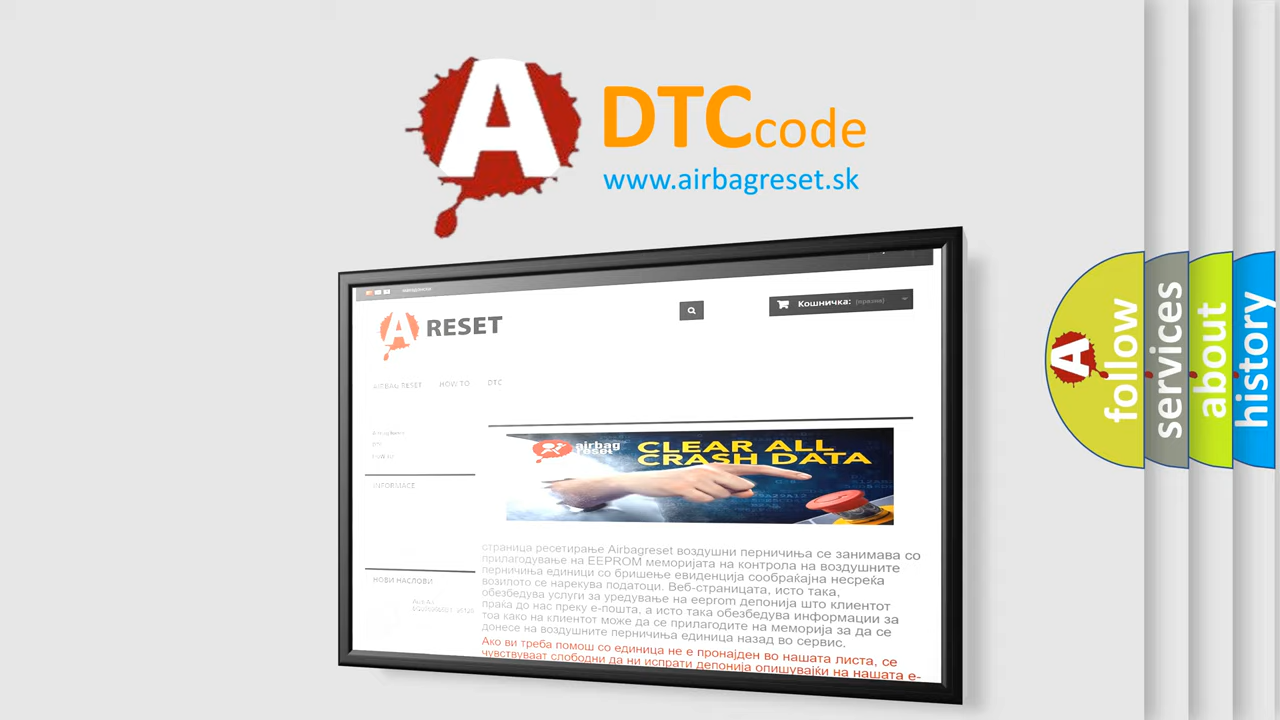 A DTCcode
www.airbagreset.sk
Кошничка: (празни)
A RESET
AIRBAG RESET HOW TO DTC
INFORMACE
airbag reset
CLEAR ALL
CRASH DATA
страница ресетирање Airbagreset воздушни перничиња се занимава со
прилагодување на EEPROM меморијата на контрола на воздушните
перничиња единици со бришење евиденција сообраќајна несреќа
возилото се нарекува податоци. Веб-страницата, исто така,
обезбедува услуги за уредување на eeprom депонија што клиентот
праќа до нас преку е-пошта, а исто така обезбедува информации за
тоа како на клиентот може да се прилагодите на меморија за да се
донесе на воздушните перничиња единица назад во сервис.
Ако ви треба помош со единица не е пронајден во нашата листа, се
чувствуваат слободни да ни испрати депонија опишувајќи на нашата е-
НОВИ НАСЛОВИ
A follow
services
about
history